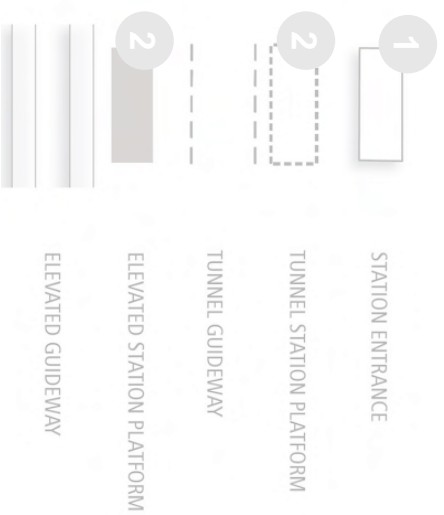 1 STATION ENTRANCE
2 TUNNEL STATION PLATFORM
TUNNEL GUIDEWAY
2 ELEVATED STATION PLATFORM
ELEVATED GUIDEWAY